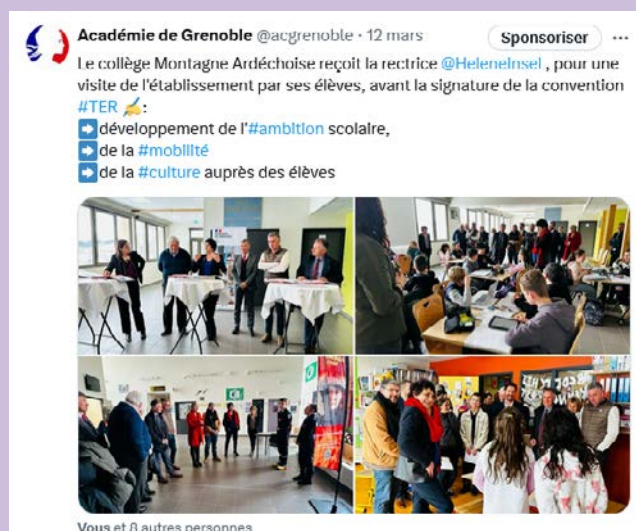 Académie de Grenoble @acgrenoble · 12 mars
Sponsoriser ...
Le collège Montagne Ardéchoise reçoit la rectrice @HeleneInsel , pour une
visite de l'établissement par ses élèves, avant la signature de la convention
#TER ✍️:
➡️développement de l'#ambition scolaire,
➡️de la #mobilité
➡️de la #culture auprès des élèves
Vous et 8 autres personnes